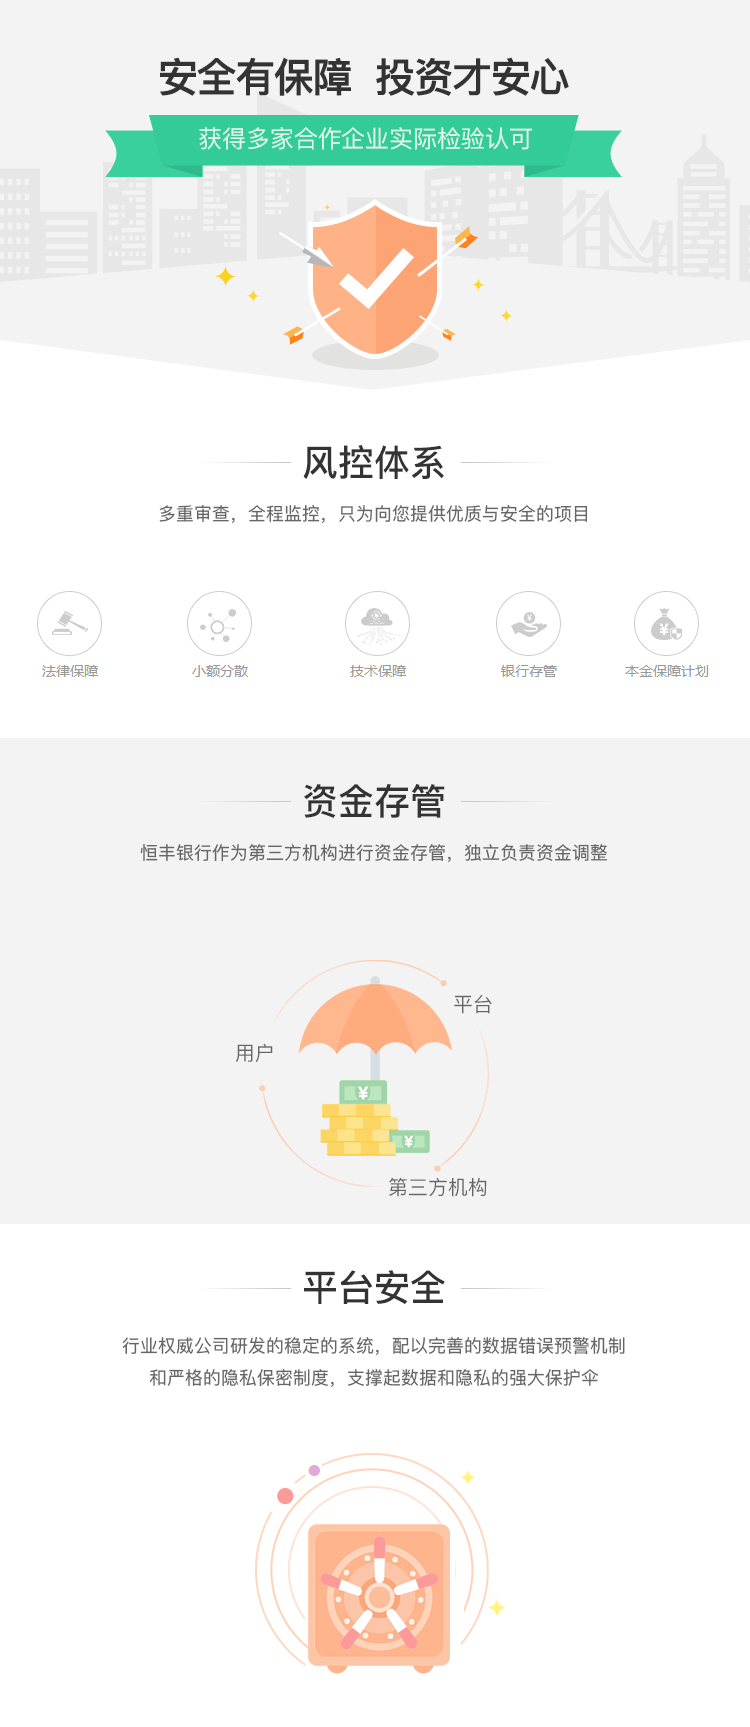 安全有保障 投资才安心
获得多家合作企业实际检验认可
风控体系
多重审查，全程监控，只为向您提供优质与安全的项目
法律保障 小额分散 技术保障 银行存管 本金保障计划
资金存管
恒丰银行作为第三方机构进行资金存管，独立负责资金调整
平台
用户
¥
¥
第三方机构
平台安全
行业权威公司研发的稳定的系统，配以完善的数据错误预警机制
和严格的隐私保密制度，支撑起数据和隐私的强大保护伞